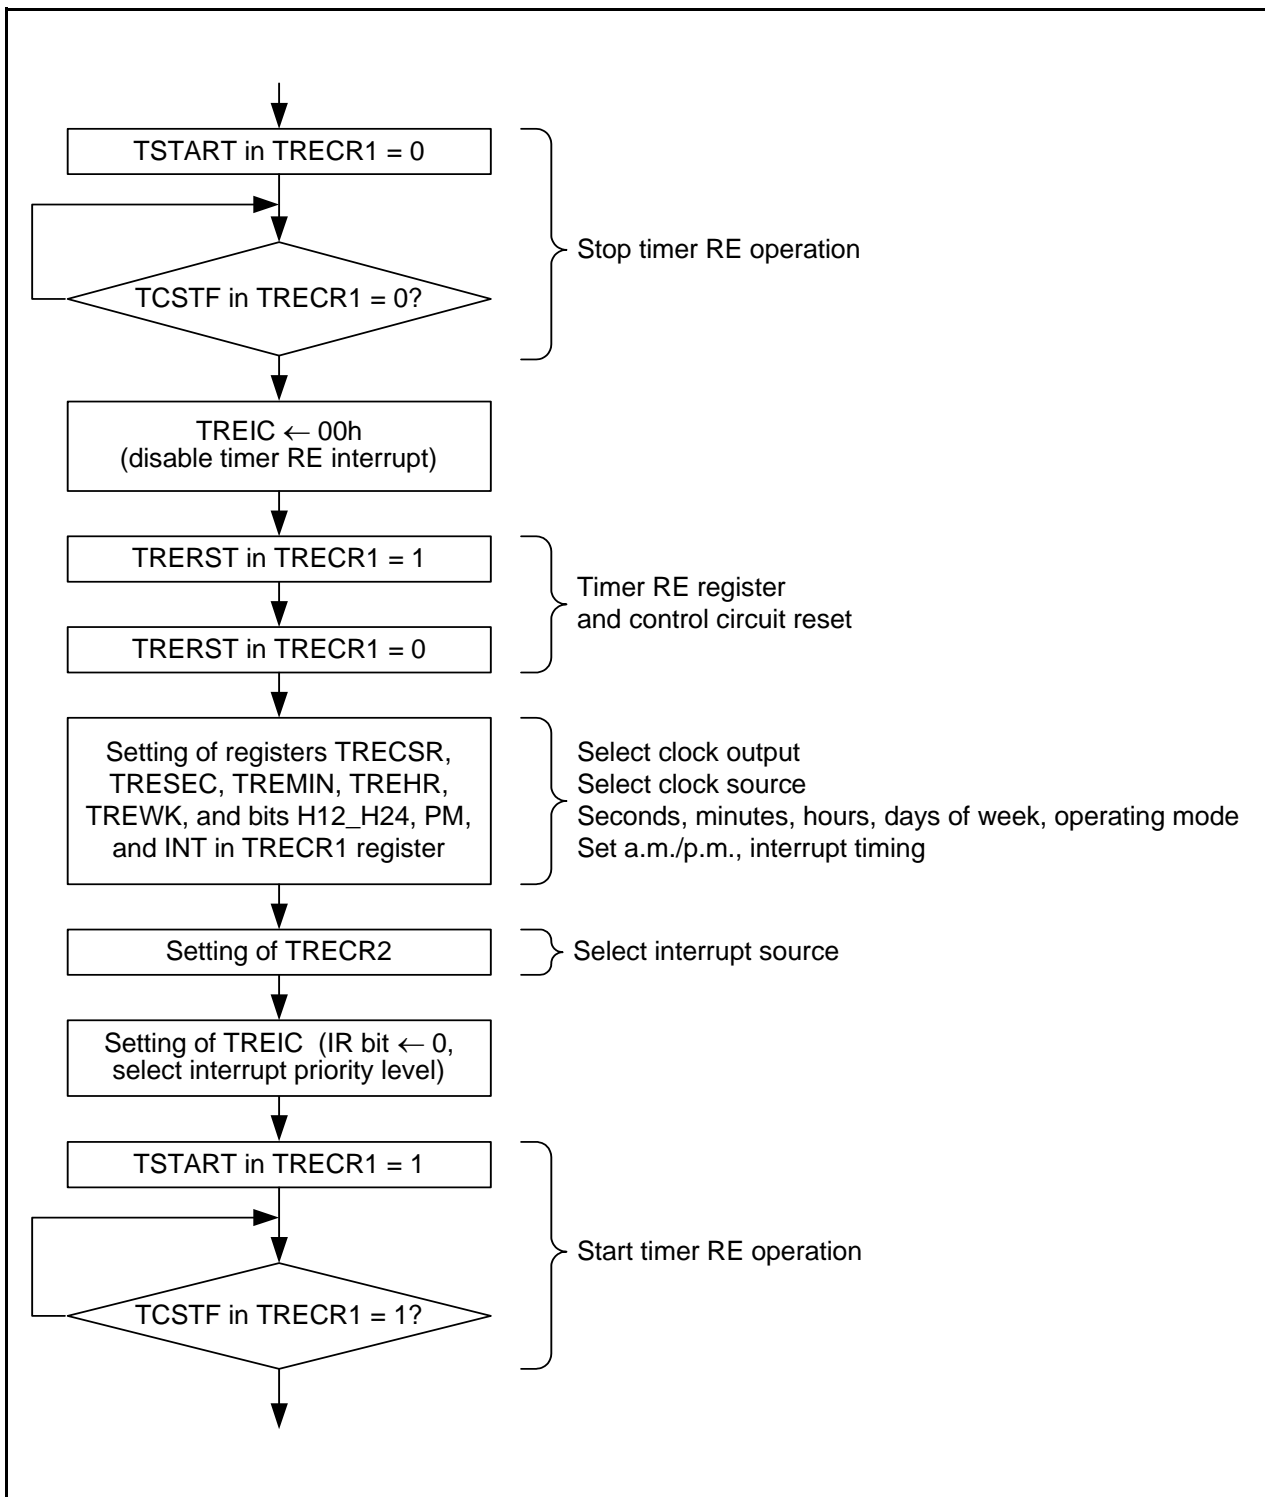 TSTART in TRECR1 = 0
TCSTF in TRECR1 = 0?
Stop timer RE operation
TREIC ← 00h
(disable timer RE interrupt)
TRERST in TRECR1 = 1
TRERST in TRECR1 = 0
Timer RE register
and control circuit reset
Setting of registers TRECSR,
TRESEC, TREMIN, TREHR,
TREWK, and bits H12_H24, PM,
and INT in TRECR1 register
Select clock output
Select clock source
Seconds, minutes, hours, days of week, operating mode
Set a.m./p.m., interrupt timing
Setting of TRECR2
Select interrupt source
Setting of TREIC (IR bit ← 0,
select interrupt priority level)
TSTART in TRECR1 = 1
TCSTF in TRECR1 = 1?
Start timer RE operation